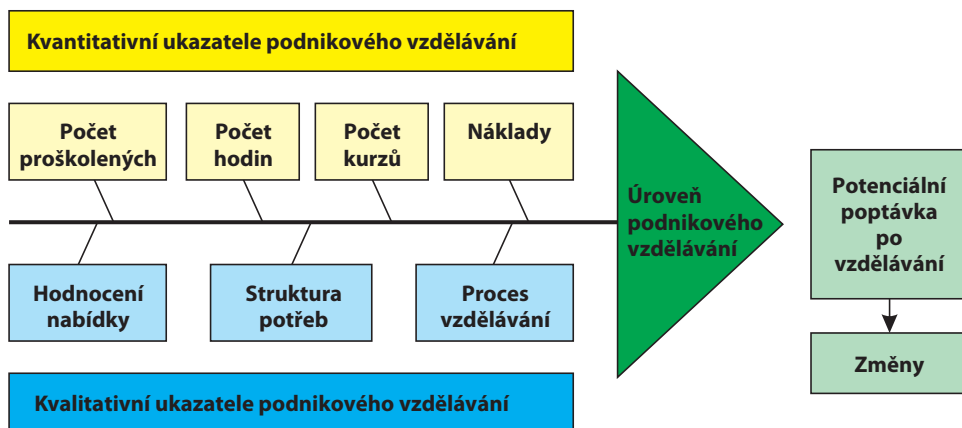 Kvantitativní ukazatele podnikového vzdělávání
Počet
proškolených
Počet
hodin
Počet
kurzů
Náklady
Úroveň
podnikového
vzdělávání
Potenciální
poptávka
po
vzdělávání
Hodnocení
nabídky
Struktura
potřeb
Proces
vzdělávání
Změny
Kvalitativní ukazatele podnikového vzdělávání